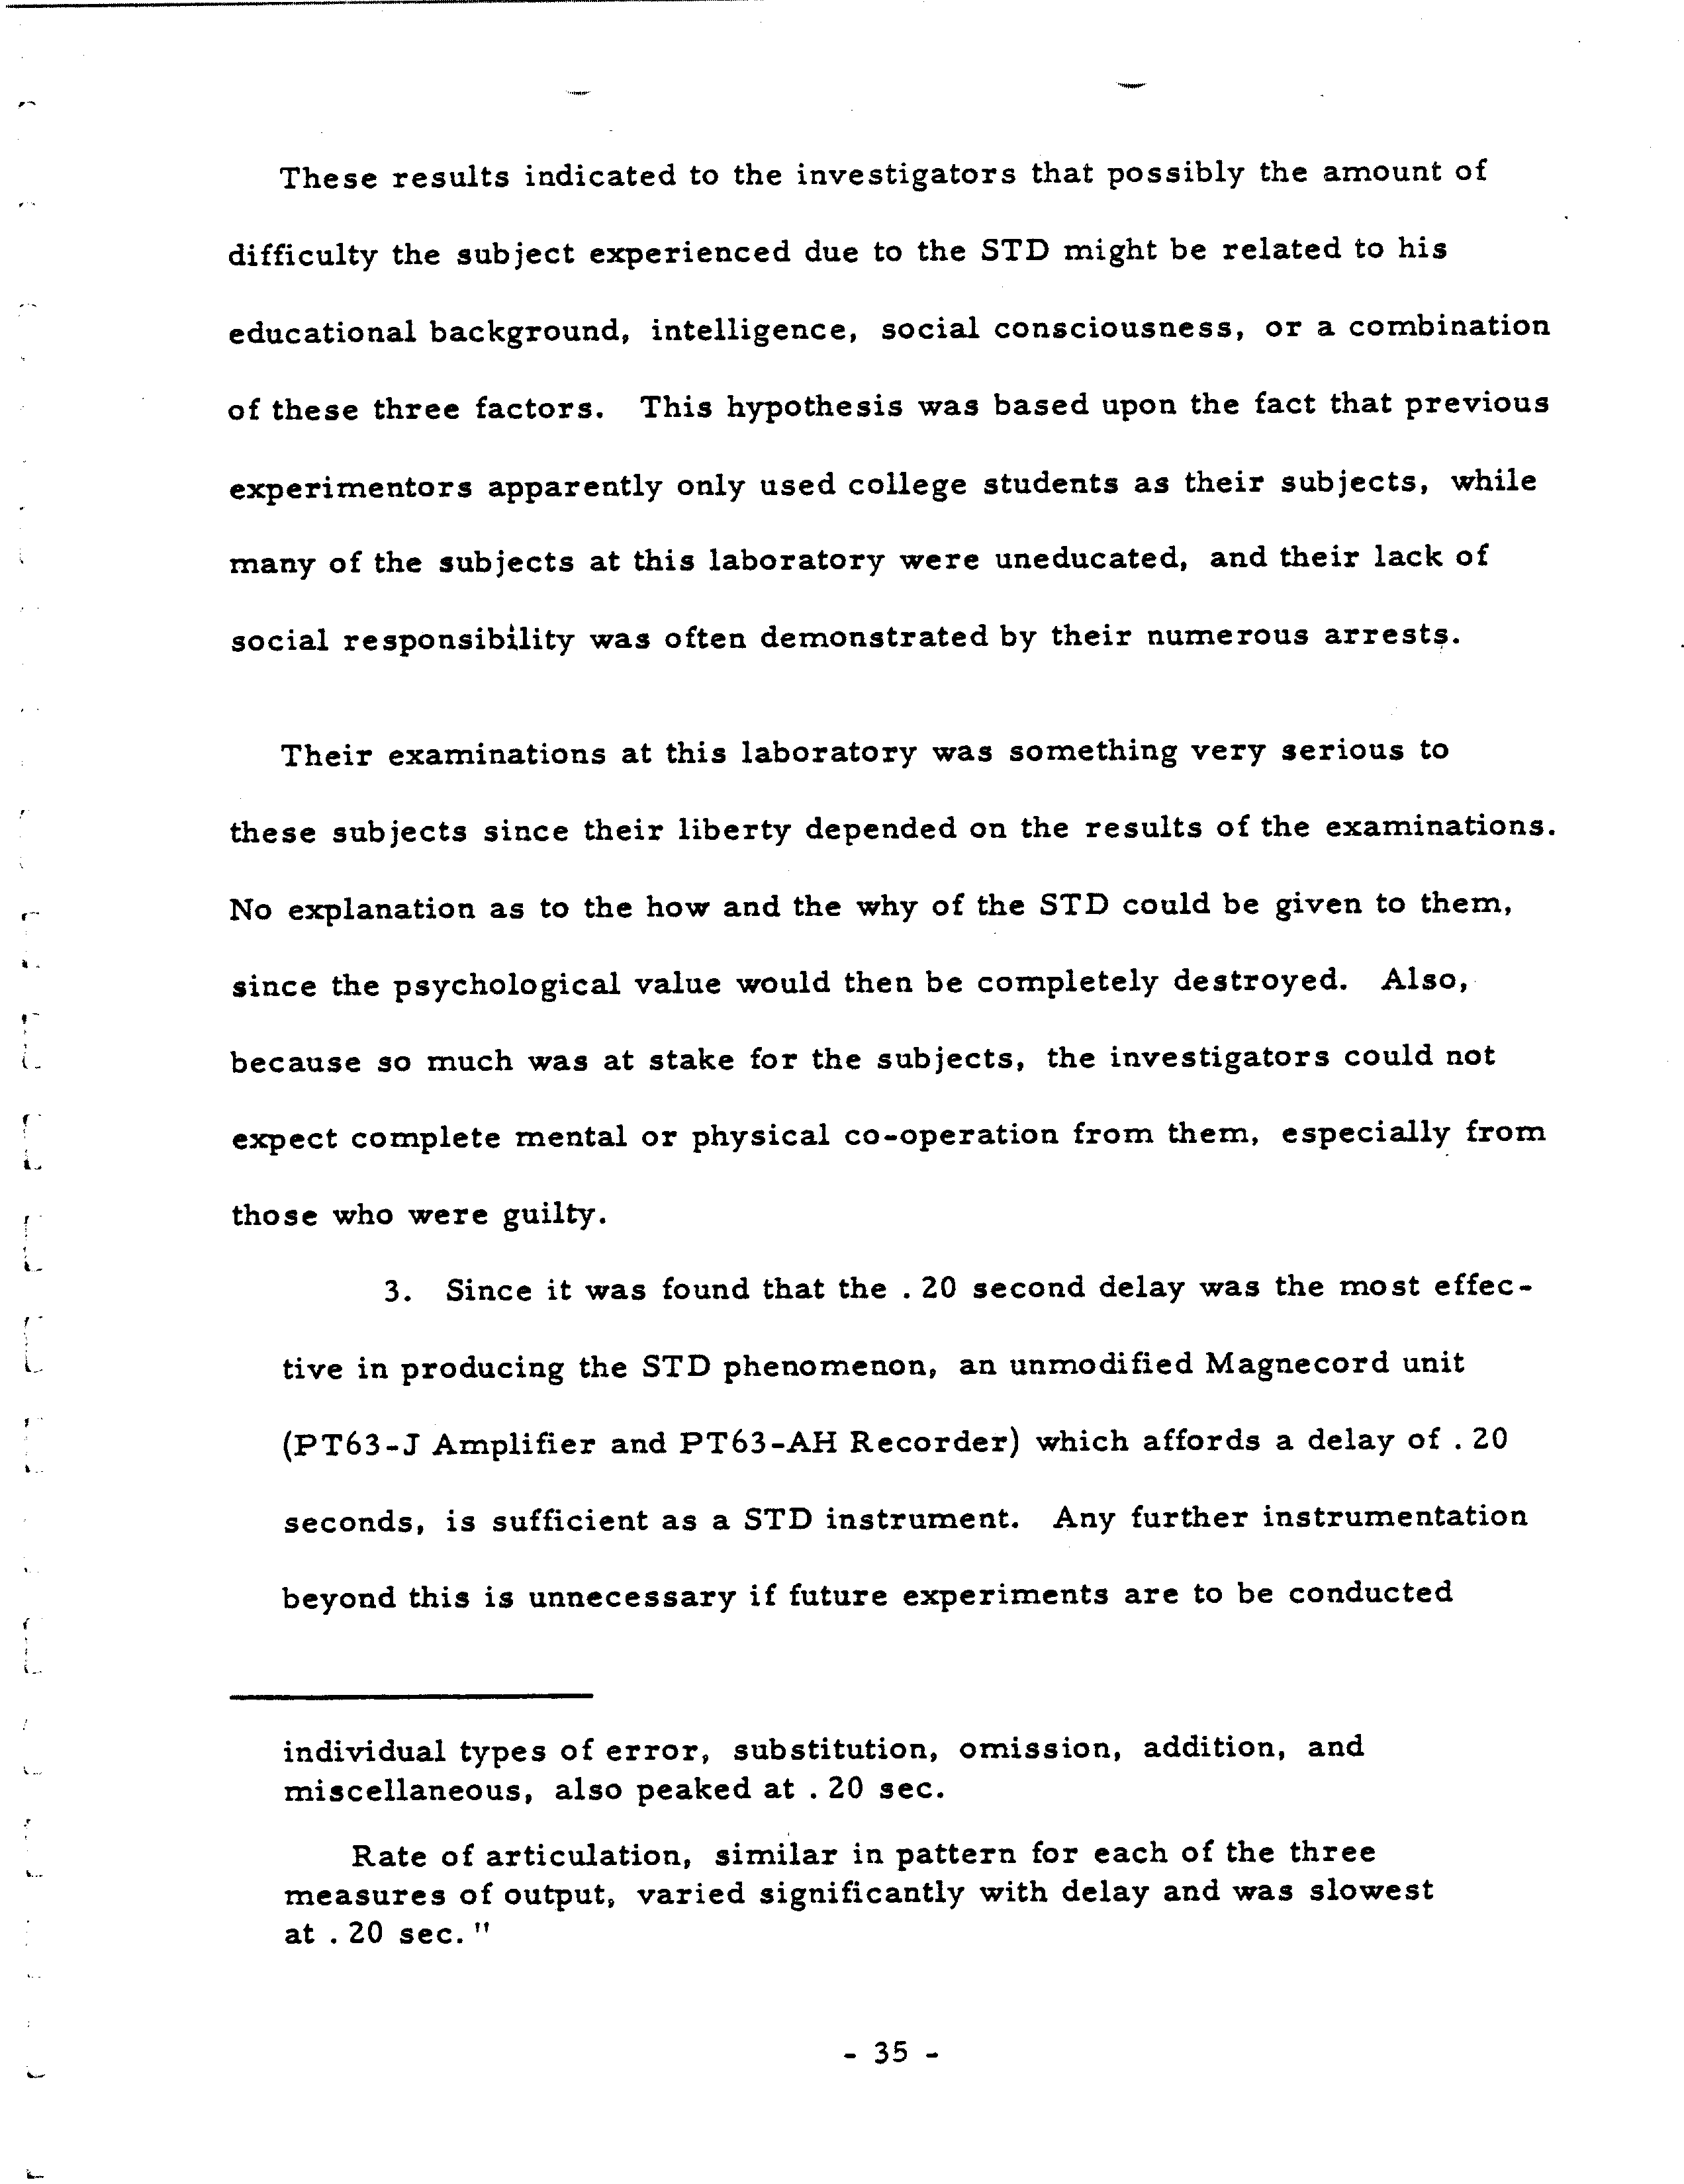 These results indicated to the investigators that possibly the amount of
difficulty the subject experienced due to the STD might be related to his
educational background, intelligence, social consciousness, or a combination
of these three factors. This hypothesis was based upon the fact that previous
experimentors apparently only used college students as their subjects, while
many of the subjects at this laboratory were uneducated, and their lack of
social responsibility was often demonstrated by their numerous arrests.
Their examinations at this laboratory was something very serious to
these subjects since their liberty depended on the results of the examinations.
No explanation as to the how and the why of the STD could be given to them,
since the psychological value would then be completely destroyed. Also,
because so much was at stake for the subjects, the investigators could not
expect complete mental or physical co-operation from them, especially from
those who were guilty.
3. Since it was found that the .20 second delay was the most effec-
tive in producing the STD phenomenon, an unmodified Magnecord unit
(PT63-J Amplifier and PT63-AH Recorder) which affords a delay of .20
seconds, is sufficient as a STD instrument. Any further instrumentation
beyond this is unnecessary if future experiments are to be conducted
individual types of error, substitution, omission, addition, and
miscellaneous, also peaked at .20 sec.
Rate of articulation, similar in pattern for each of the three
measures of output, varied significantly with delay and was slowest
at .20 sec."
- 35 -